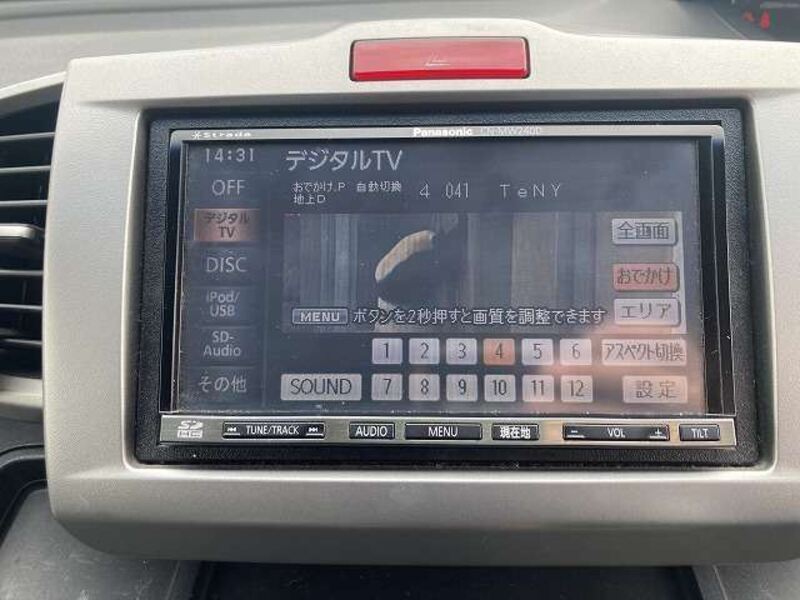 Strada Panasonic CN-MW240D
14:31 デジタルTV
OFF
おでかけ.P 自動切換 4 041 TeNY
地上D
デジタル
TV
全画面
DISC
おでかけ
iPod/
USB
エリア
MENU ボタンを2秒押すと画質を調整できます
SD-
Audio
1 2 3 4 5 6 アスペクト切換
その他
SOUND 7 8 9 10 11 12 設定
SD HC TUNE/TRACK AUDIO MENU 現在地 VOL TILT